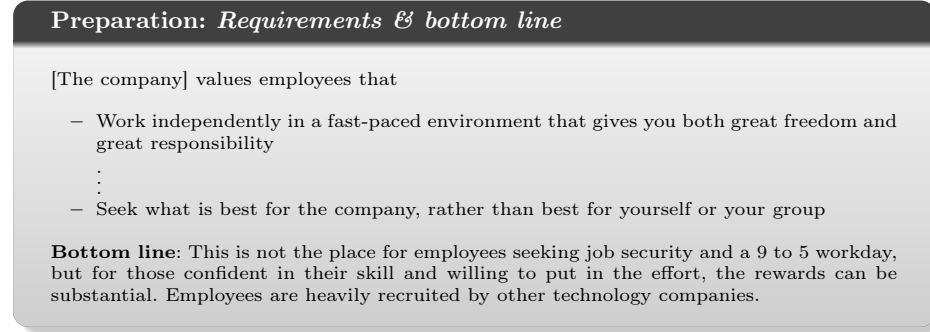 Preparation: Requirements & bottom line
[The company] values employees that
– Work independently in a fast-paced environment that gives you both great freedom and
great responsibility
⋮
– Seek what is best for the company, rather than best for yourself or your group
Bottom line: This is not the place for employees seeking job security and a 9 to 5 workday,
but for those confident in their skill and willing to put in the effort, the rewards can be
substantial. Employees are heavily recruited by other technology companies.